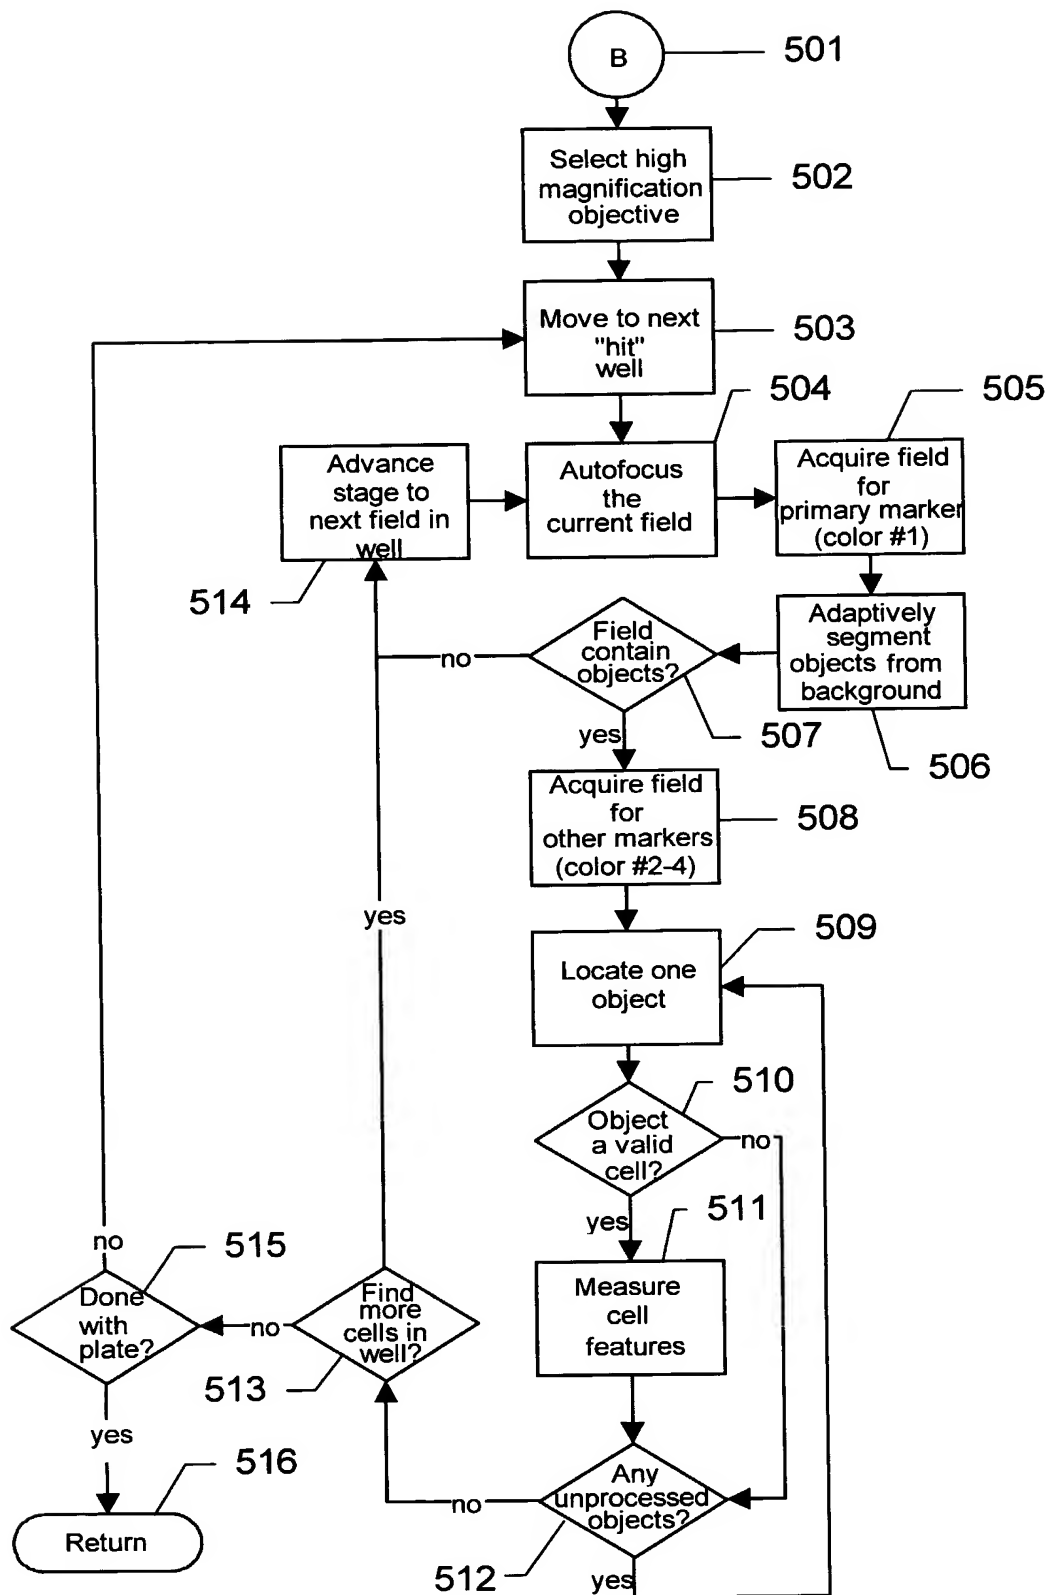 B
501
Select high
magnification
objective
502
Move to next
"hit"
well
503
504
505
Advance
stage to
next field in
well
Autofocus
the
current field
Acquire field
for
primary marker
(color #1)
514
Field
contain
objects?
no
Adaptively
segment
objects from
background
507
yes
506
Acquire field
for
other markers
(color #2-4)
508
yes
509
Locate one
object
510
Object
a valid
cell?
no
yes
511
no
515
Done
with
plate?
no
Find
more
cells in
well?
Measure
cell
features
513
yes
516
Return
no
Any
unprocessed
objects?
512
yes